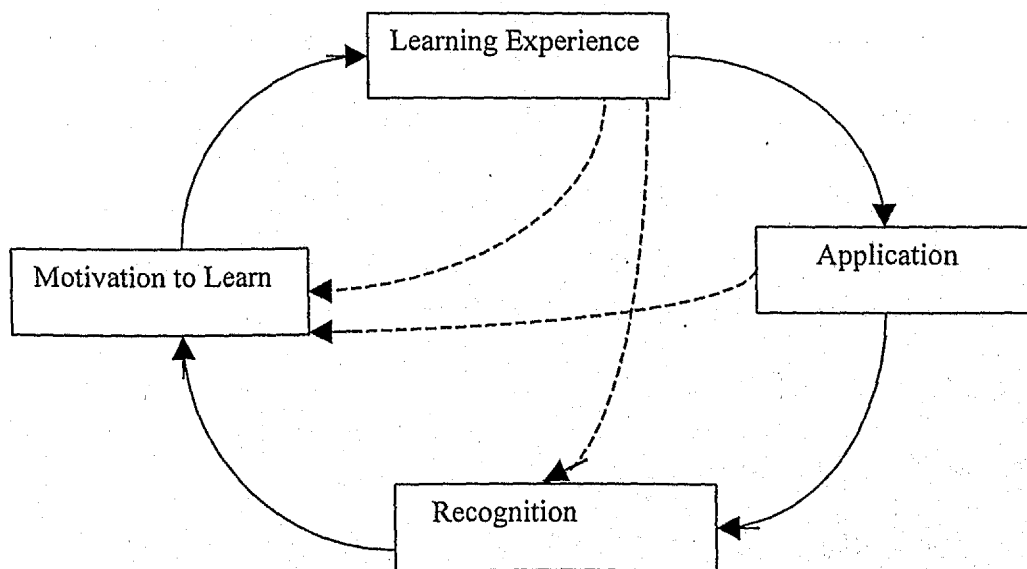 Learning Experience
Motivation to Learn
Application
Recognition